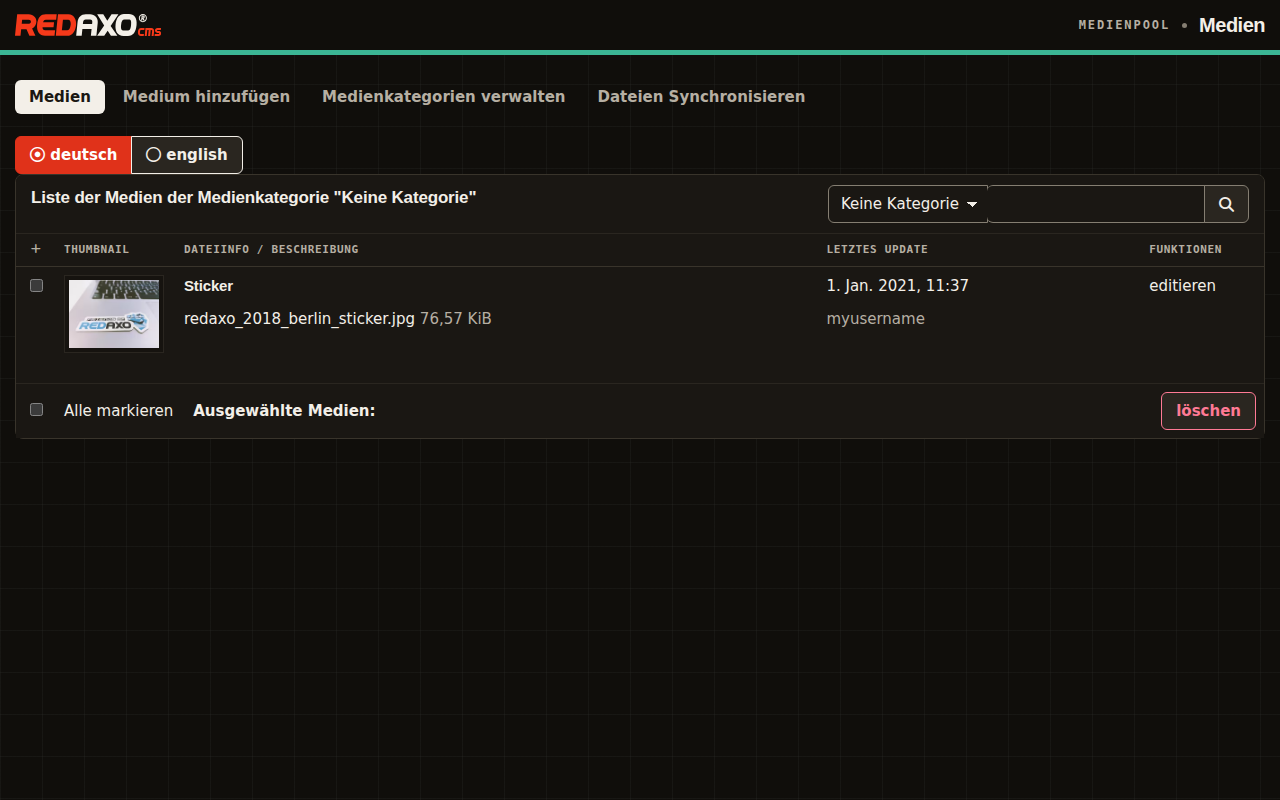 REDAXO® cms
MEDIENPOOL • Medien
Medien Medium hinzufügen Medienkategorien verwalten Dateien Synchronisieren
deutsch english
Liste der Medien der Medienkategorie "Keine Kategorie" Keine Kategorie
+ THUMBNAIL DATEIINFO / BESCHREIBUNG LETZTES UPDATE FUNKTIONEN
REDAXO
Sticker 1. Jan. 2021, 11:37 editieren
redaxo_2018_berlin_sticker.jpg 76,57 KiB myusername
Alle markieren Ausgewählte Medien: löschen